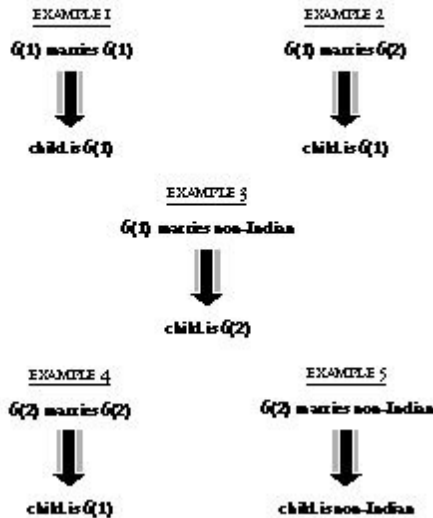 EXAMPLE 1
6(1) marries 6(1)
child is 6(1)
EXAMPLE 2
6(1) marries 6(2)
child is 6(1)
EXAMPLE 3
6(1) marries non-Indian
child is 6(2)
EXAMPLE 4
6(2) marries 6(2)
child is 6(1)
EXAMPLE 5
6(2) marries non-Indian
child is non-Indian